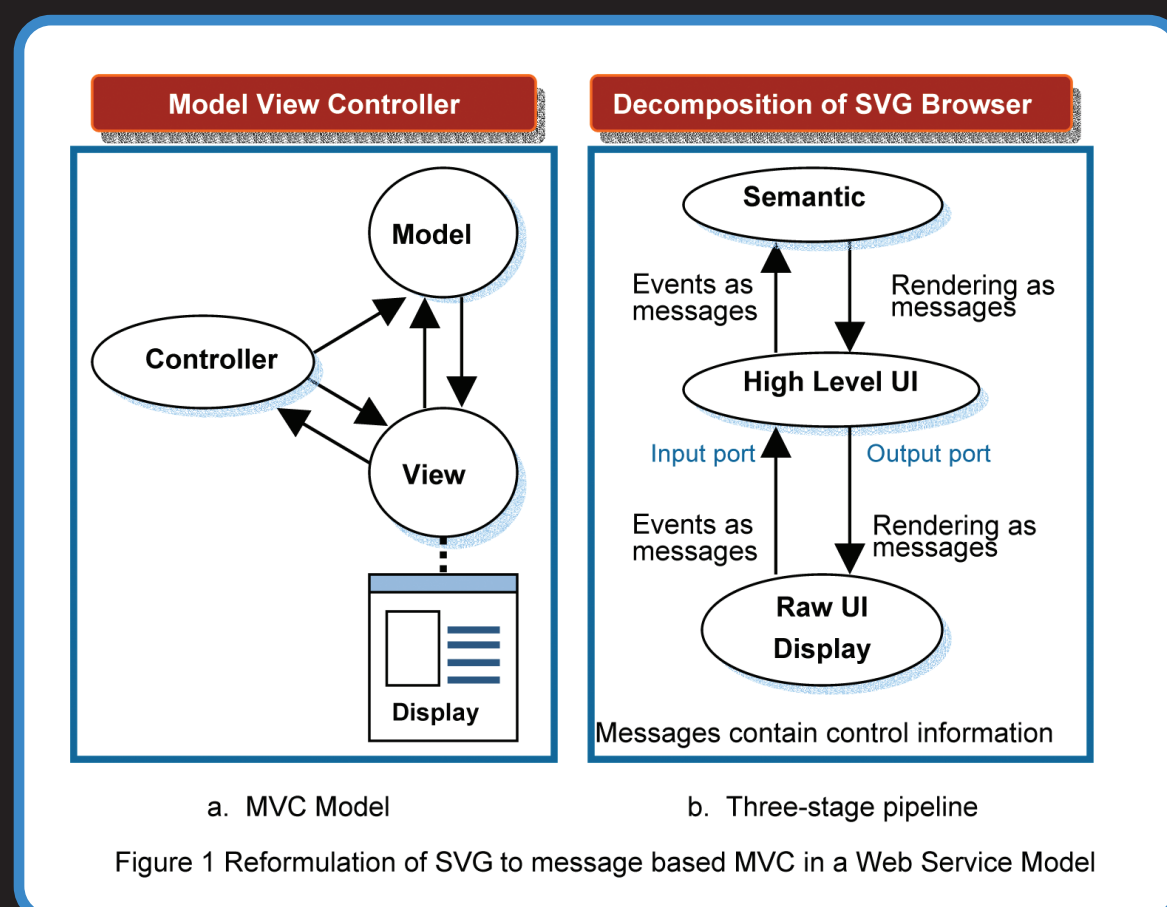 Model View Controller
Model
Controller
View
Display
a. MVC Model
Decomposition of SVG Browser
Semantic
Events as
messages
Rendering as
messages
High Level UI
Input port
Output port
Events as
messages
Rendering as
messages
Raw UI
Display
Messages contain control information
b. Three-stage pipeline
Figure 1 Reformulation of SVG to message based MVC in a Web Service Model